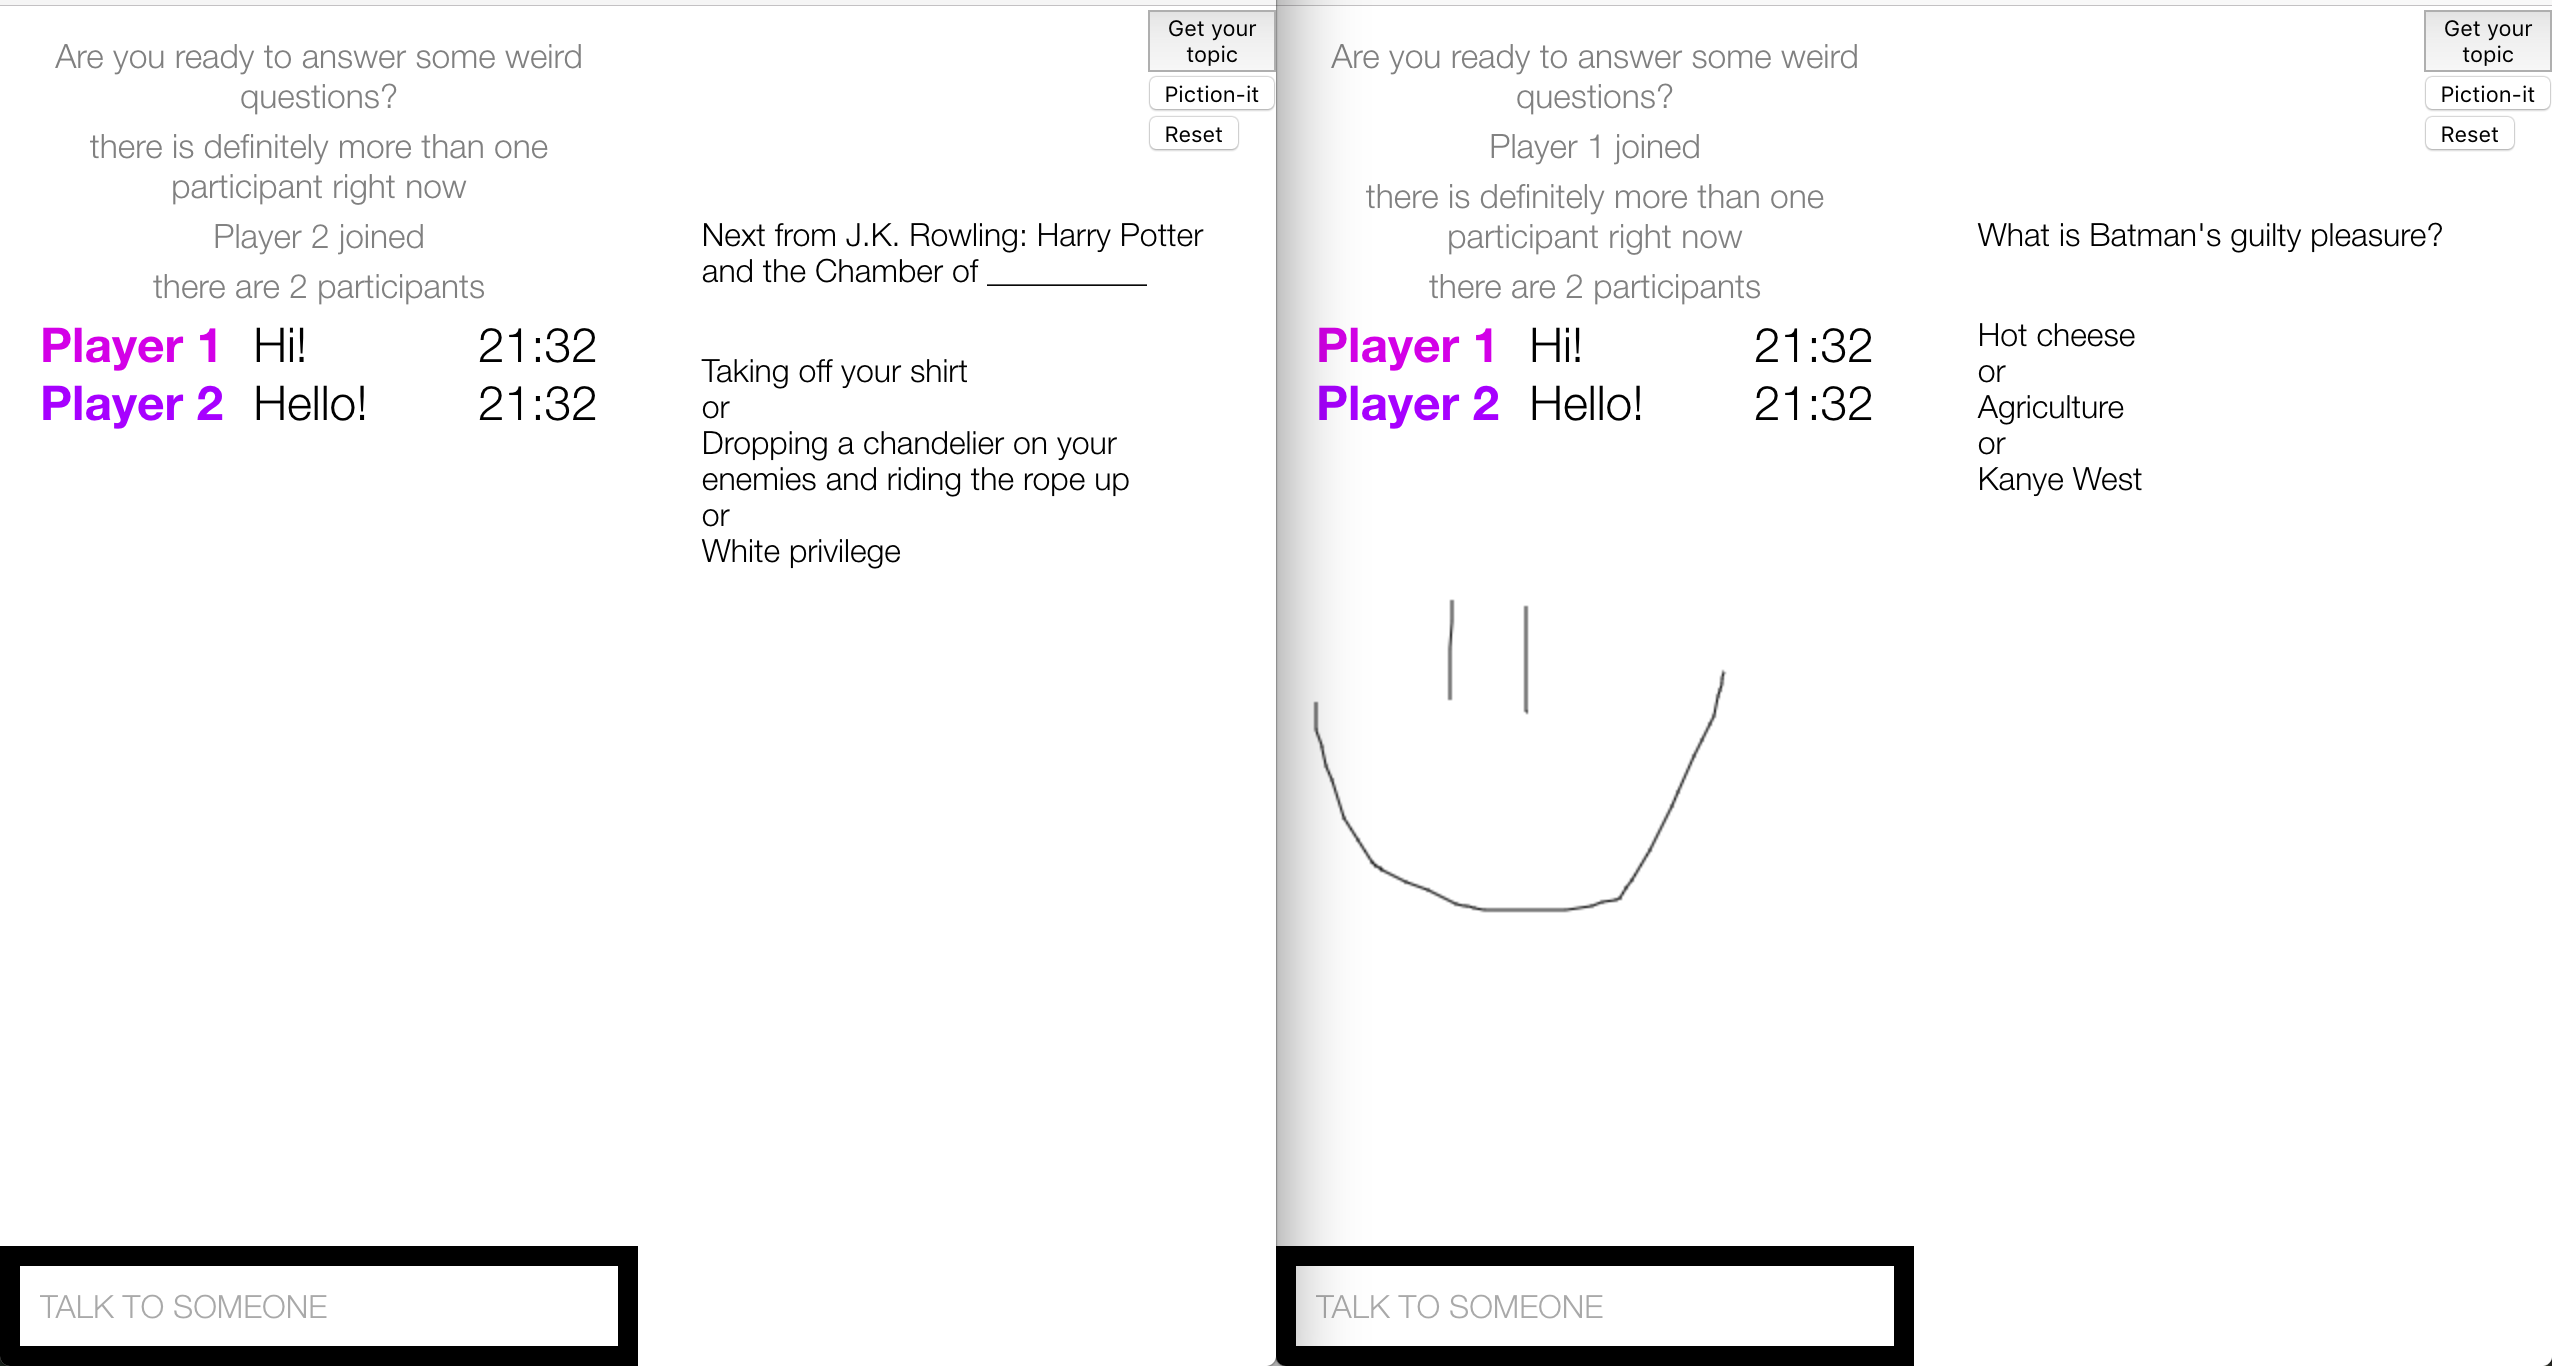 Get your
topic
Piction-it
Reset
Are you ready to answer some weird
questions?
there is definitely more than one
participant right now
Player 2 joined
there are 2 participants
Player 1 Hi! 21:32
Player 2 Hello! 21:32
Next from J.K. Rowling: Harry Potter
and the Chamber of __________
Taking off your shirt
or
Dropping a chandelier on your
enemies and riding the rope up
or
White privilege
TALK TO SOMEONE
Get your
topic
Piction-it
Reset
Are you ready to answer some weird
questions?
Player 1 joined
there is definitely more than one
participant right now
there are 2 participants
Player 1 Hi! 21:32
Player 2 Hello! 21:32
What is Batman's guilty pleasure?
Hot cheese
or
Agriculture
or
Kanye West
TALK TO SOMEONE